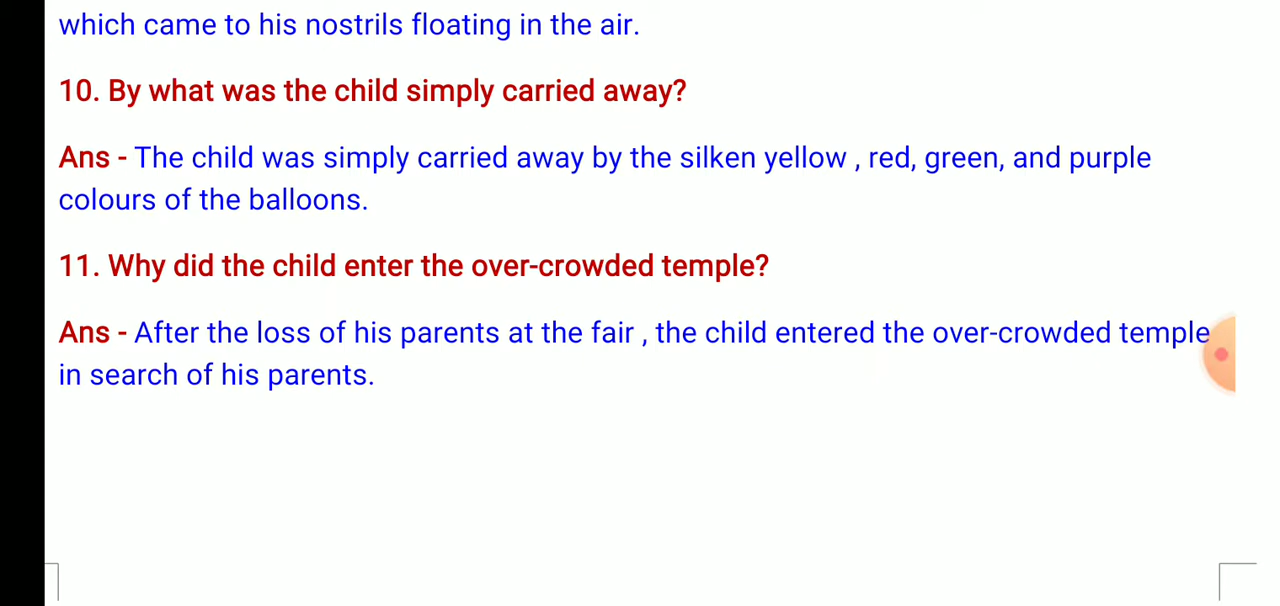 which came to his nostrils floating in the air.
10. By what was the child simply carried away?
Ans - The child was simply carried away by the silken yellow , red, green, and purple
colours of the balloons.
11. Why did the child enter the over-crowded temple?
Ans - After the loss of his parents at the fair , the child entered the over-crowded temple
in search of his parents.